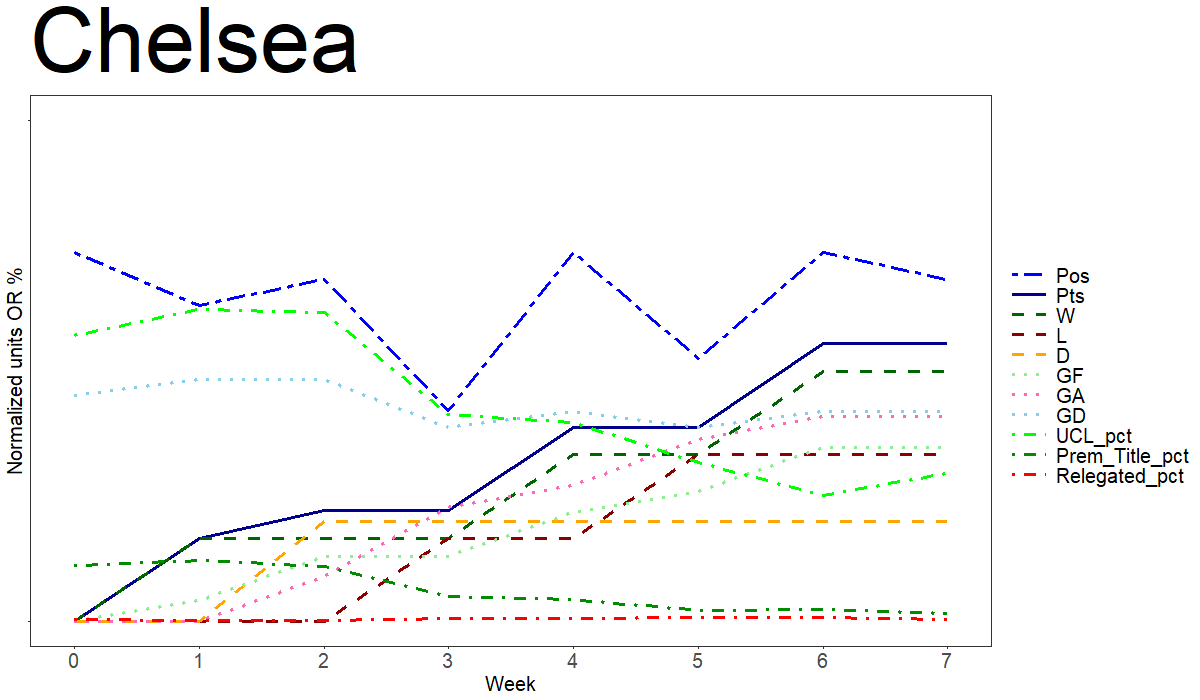 Chelsea
Normalized units OR %
Pos
Pts
W
L
D
GF
GA
GD
UCL_pct
Prem_Title_pct
Relegated_pct
0 1 2 3 4 5 6 7
Week